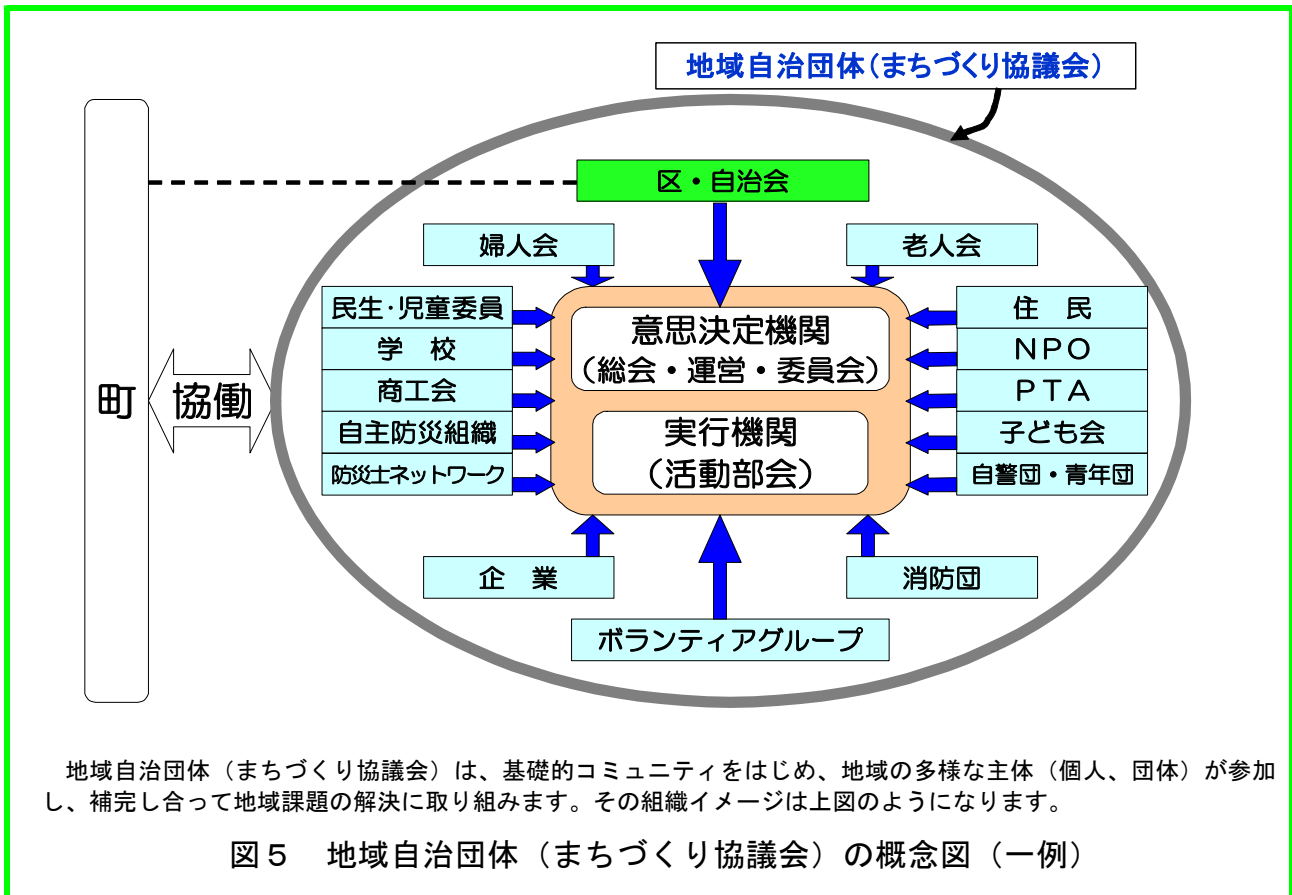 地域自治団体(まちづくり協議会)
区・自治会
婦人会
老人会
民生・児童委員
学　校
商工会
自主防災組織
防災士ネットワーク
町
協働
意思決定機関
(総会・運営・委員会)
実行機関
(活動部会)
住　民
ＮＰＯ
ＰＴＡ
子ども会
自警団・青年団
企　業
消防団
ボランティアグループ
地域自治団体（まちづくり協議会）は、基礎的コミュニティをはじめ、地域の多様な主体（個人、団体）が参加
し、補完し合って地域課題の解決に取り組みます。その組織イメージは上図のようになります。
図５　地域自治団体（まちづくり協議会）の概念図（一例）